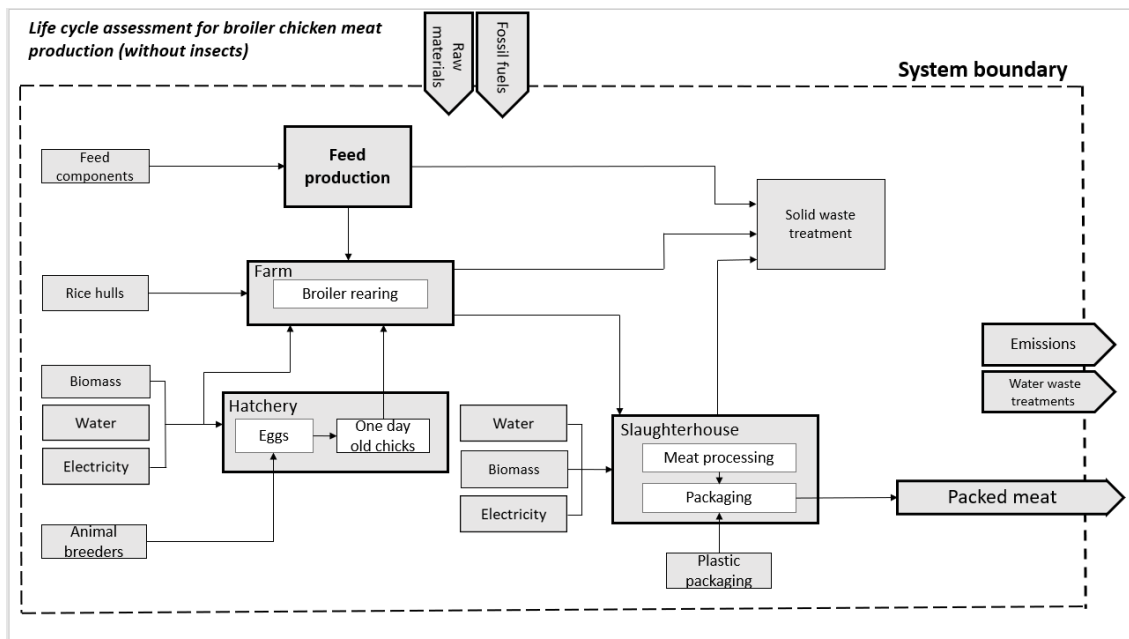 Life cycle assessment for broiler chicken meat
production (without insects)
Raw
materials
Fossil fuels
System boundary
Feed
components
Feed
production
Solid waste
treatment
Farm
Broiler rearing
Rice hulls
Emissions
Water waste
treatments
Biomass
Water
Electricity
Hatchery
Eggs
One day
old chicks
Water
Biomass
Electricity
Slaughterhouse
Meat processing
Packaging
Packed meat
Animal
breeders
Plastic
packaging